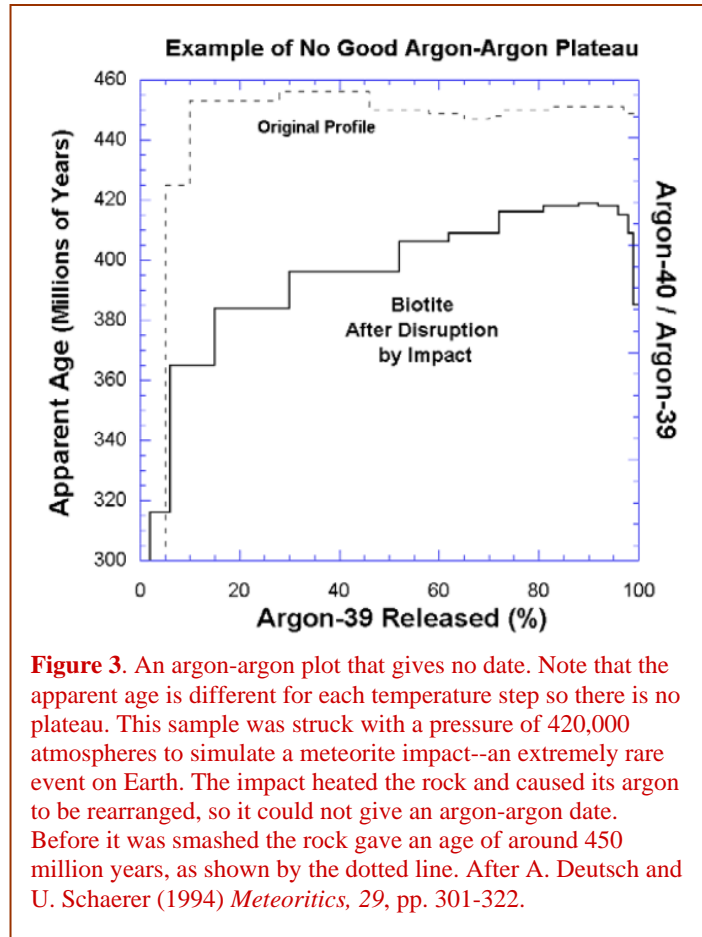 Example of No Good Argon-Argon Plateau
460
440
420
400
380
360
340
320
300
Apparent Age (Millions of Years)
Original Profile
Biotite
After Disruption
by Impact
Argon-40 / Argon-39
0 20 40 60 80 100
Argon-39 Released (%)
Figure 3. An argon-argon plot that gives no date. Note that the
apparent age is different for each temperature step so there is no
plateau. This sample was struck with a pressure of 420,000
atmospheres to simulate a meteorite impact--an extremely rare
event on Earth. The impact heated the rock and caused its argon
to be rearranged, so it could not give an argon-argon date.
Before it was smashed the rock gave an age of around 450
million years, as shown by the dotted line. After A. Deutsch and
U. Schaerer (1994) Meteoritics, 29, pp. 301-322.